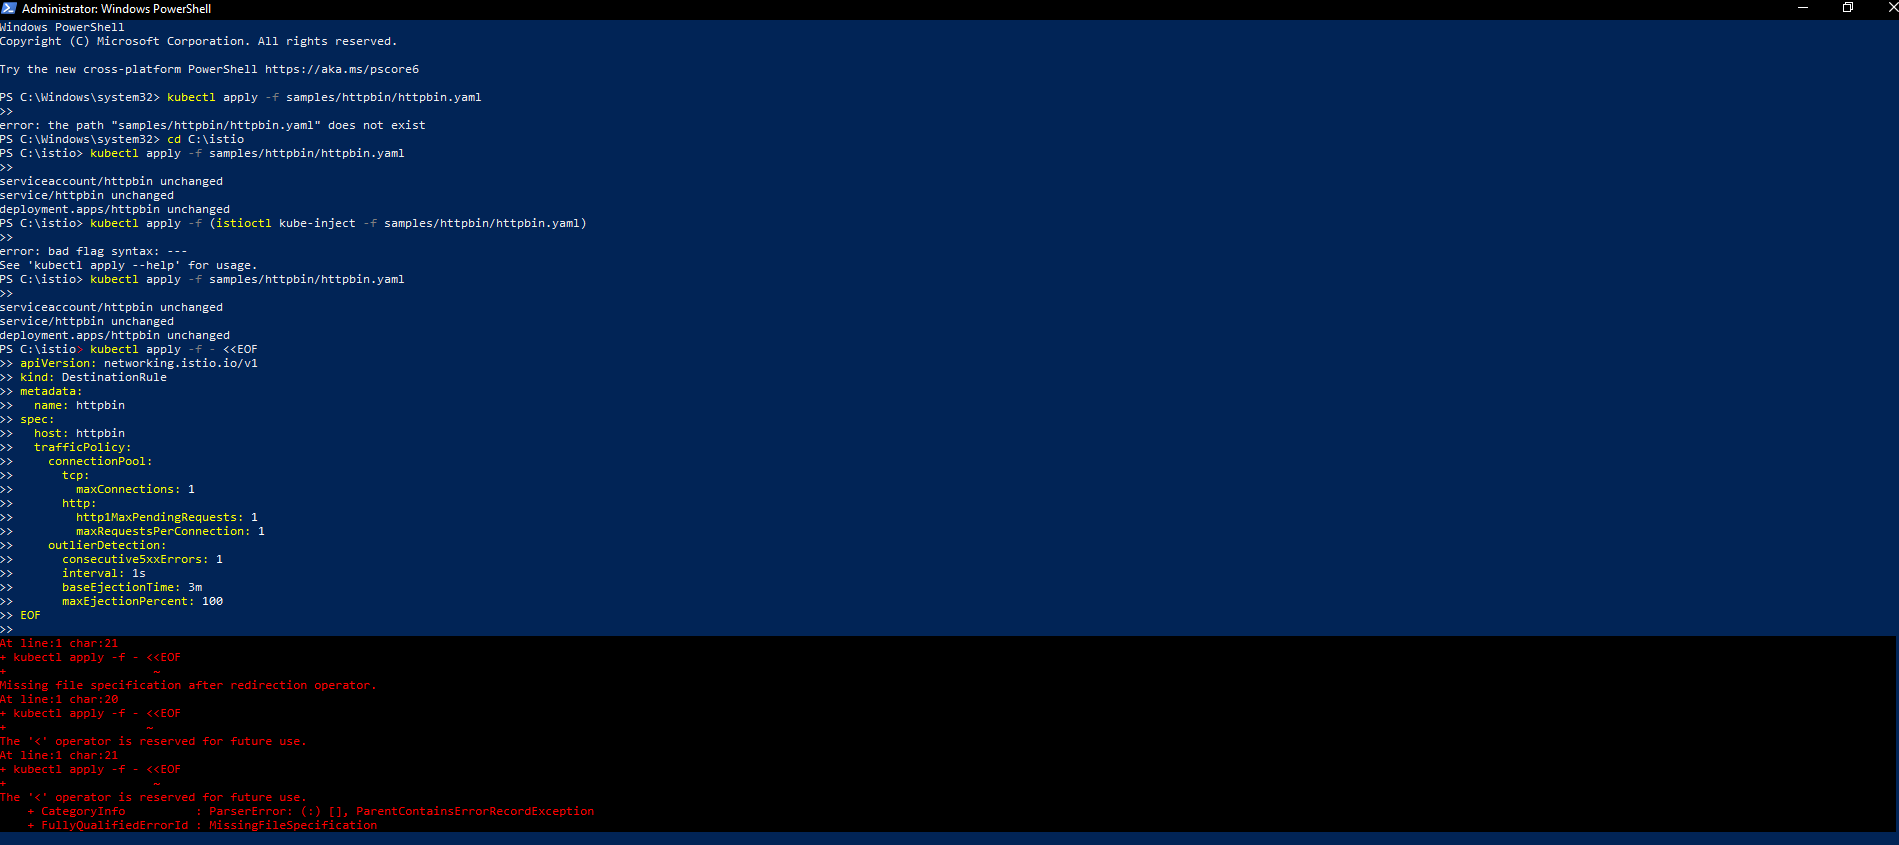 Administrator: Windows PowerShell
Windows PowerShell
Copyright (C) Microsoft Corporation. All rights reserved.
Try the new cross-platform PowerShell https://aka.ms/pscore6
PS C:\Windows\system32> kubectl apply -f samples/httpbin/httpbin.yaml
>>
error: the path "samples/httpbin/httpbin.yaml" does not exist
PS C:\Windows\system32> cd C:\istio
PS C:\istio> kubectl apply -f samples/httpbin/httpbin.yaml
>>
serviceaccount/httpbin unchanged
service/httpbin unchanged
deployment.apps/httpbin unchanged
PS C:\istio> kubectl apply -f (istioctl kube-inject -f samples/httpbin/httpbin.yaml)
>>
error: bad flag syntax: ---
See 'kubectl apply --help' for usage.
PS C:\istio> kubectl apply -f samples/httpbin/httpbin.yaml
>>
serviceaccount/httpbin unchanged
service/httpbin unchanged
deployment.apps/httpbin unchanged
PS C:\istio> kubectl apply -f - <<EOF
>> apiVersion: networking.istio.io/v1
>> kind: DestinationRule
>> metadata:
>>   name: httpbin
>> spec:
>>   host: httpbin
>>   trafficPolicy:
>>     connectionPool:
>>       tcp:
>>         maxConnections: 1
>>       http:
>>         http1MaxPendingRequests: 1
>>         maxRequestsPerConnection: 1
>>     outlierDetection:
>>       consecutive5xxErrors: 1
>>       interval: 1s
>>       baseEjectionTime: 3m
>>       maxEjectionPercent: 100
>> EOF
>>
At line:1 char:21
+ kubectl apply -f - <<EOF
+                     ~
Missing file specification after redirection operator.
At line:1 char:20
+ kubectl apply -f - <<EOF
+                    ~
The '<' operator is reserved for future use.
At line:1 char:21
+ kubectl apply -f - <<EOF
+                     ~
The '<' operator is reserved for future use.
    + CategoryInfo          : ParserError: (:) [], ParentContainsErrorRecordException
    + FullyQualifiedErrorId : MissingFileSpecification